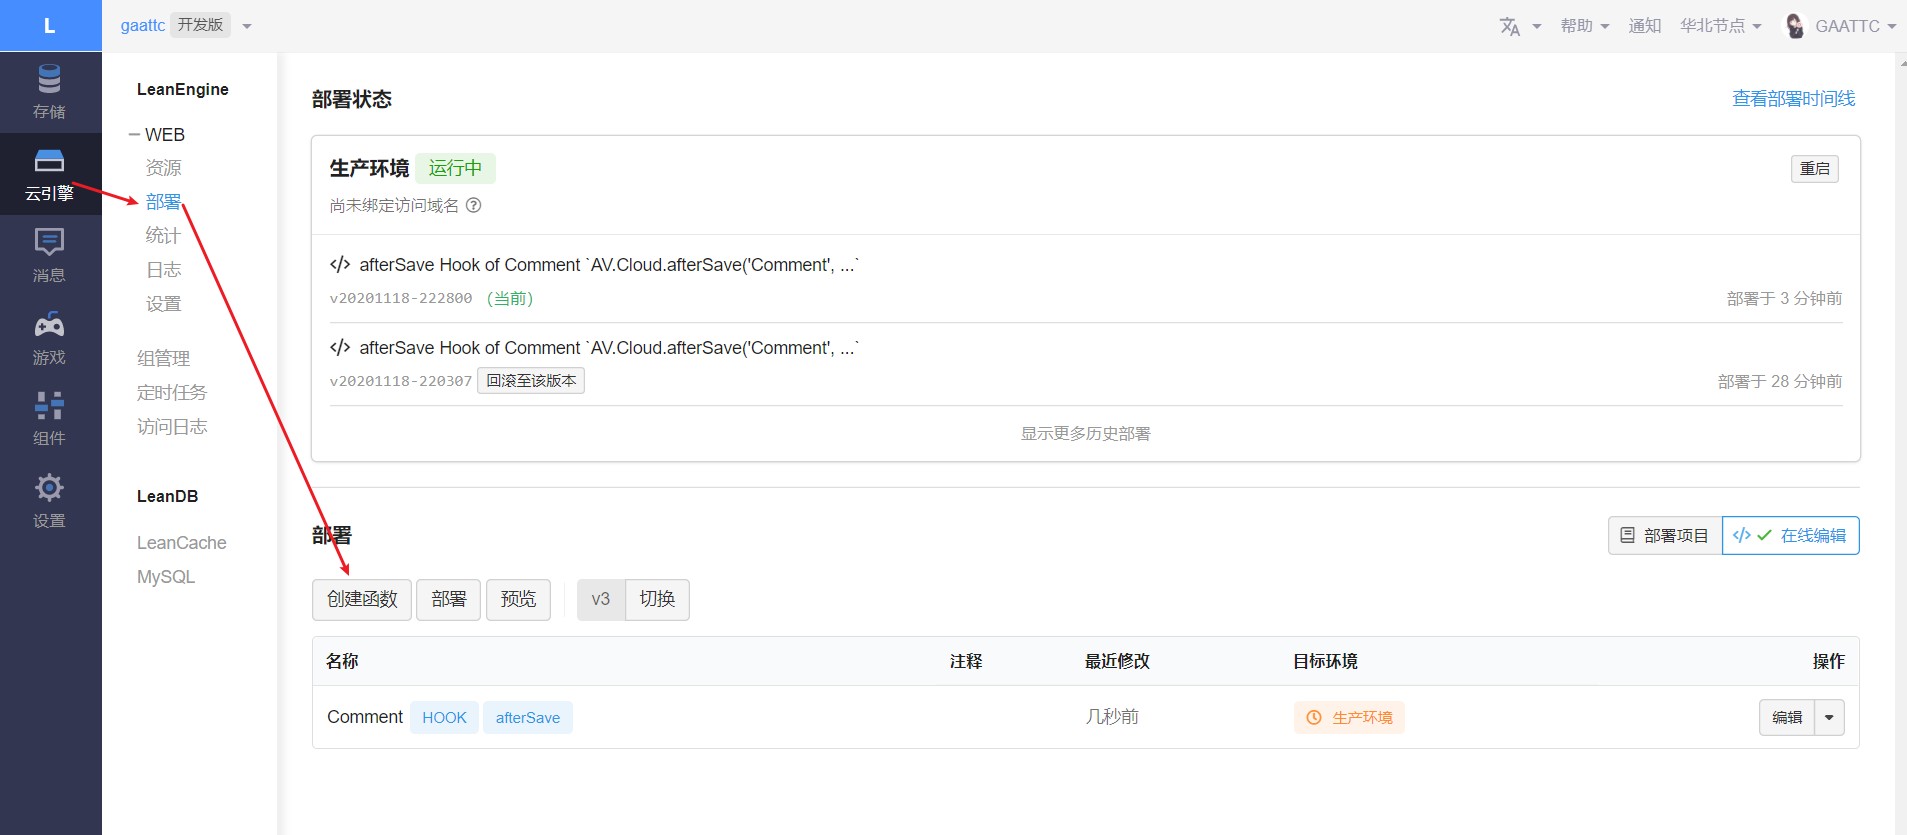 L
gaattc 开发版
帮助 通知 华北节点 GAATTC
存储
云引擎
消息
游戏
组件
设置
LeanEngine
WEB
资源
部署
统计
日志
设置
组管理
定时任务
访问日志
LeanDB
LeanCache
MySQL
部署状态
查看部署时间线
生产环境 运行中
重启
尚未绑定访问域名
</> afterSave Hook of Comment `AV.Cloud.afterSave('Comment', ...`
v20201118-222800 (当前)
部署于 3 分钟前
</> afterSave Hook of Comment `AV.Cloud.afterSave('Comment', ...`
v20201118-220307 回滚至该版本
部署于 28 分钟前
显示更多历史部署
部署
部署项目 </> 在线编辑
创建函数 部署 预览 v3 切换
名称 注释 最近修改 目标环境 操作
Comment HOOK afterSave 几秒前 生产环境 编辑